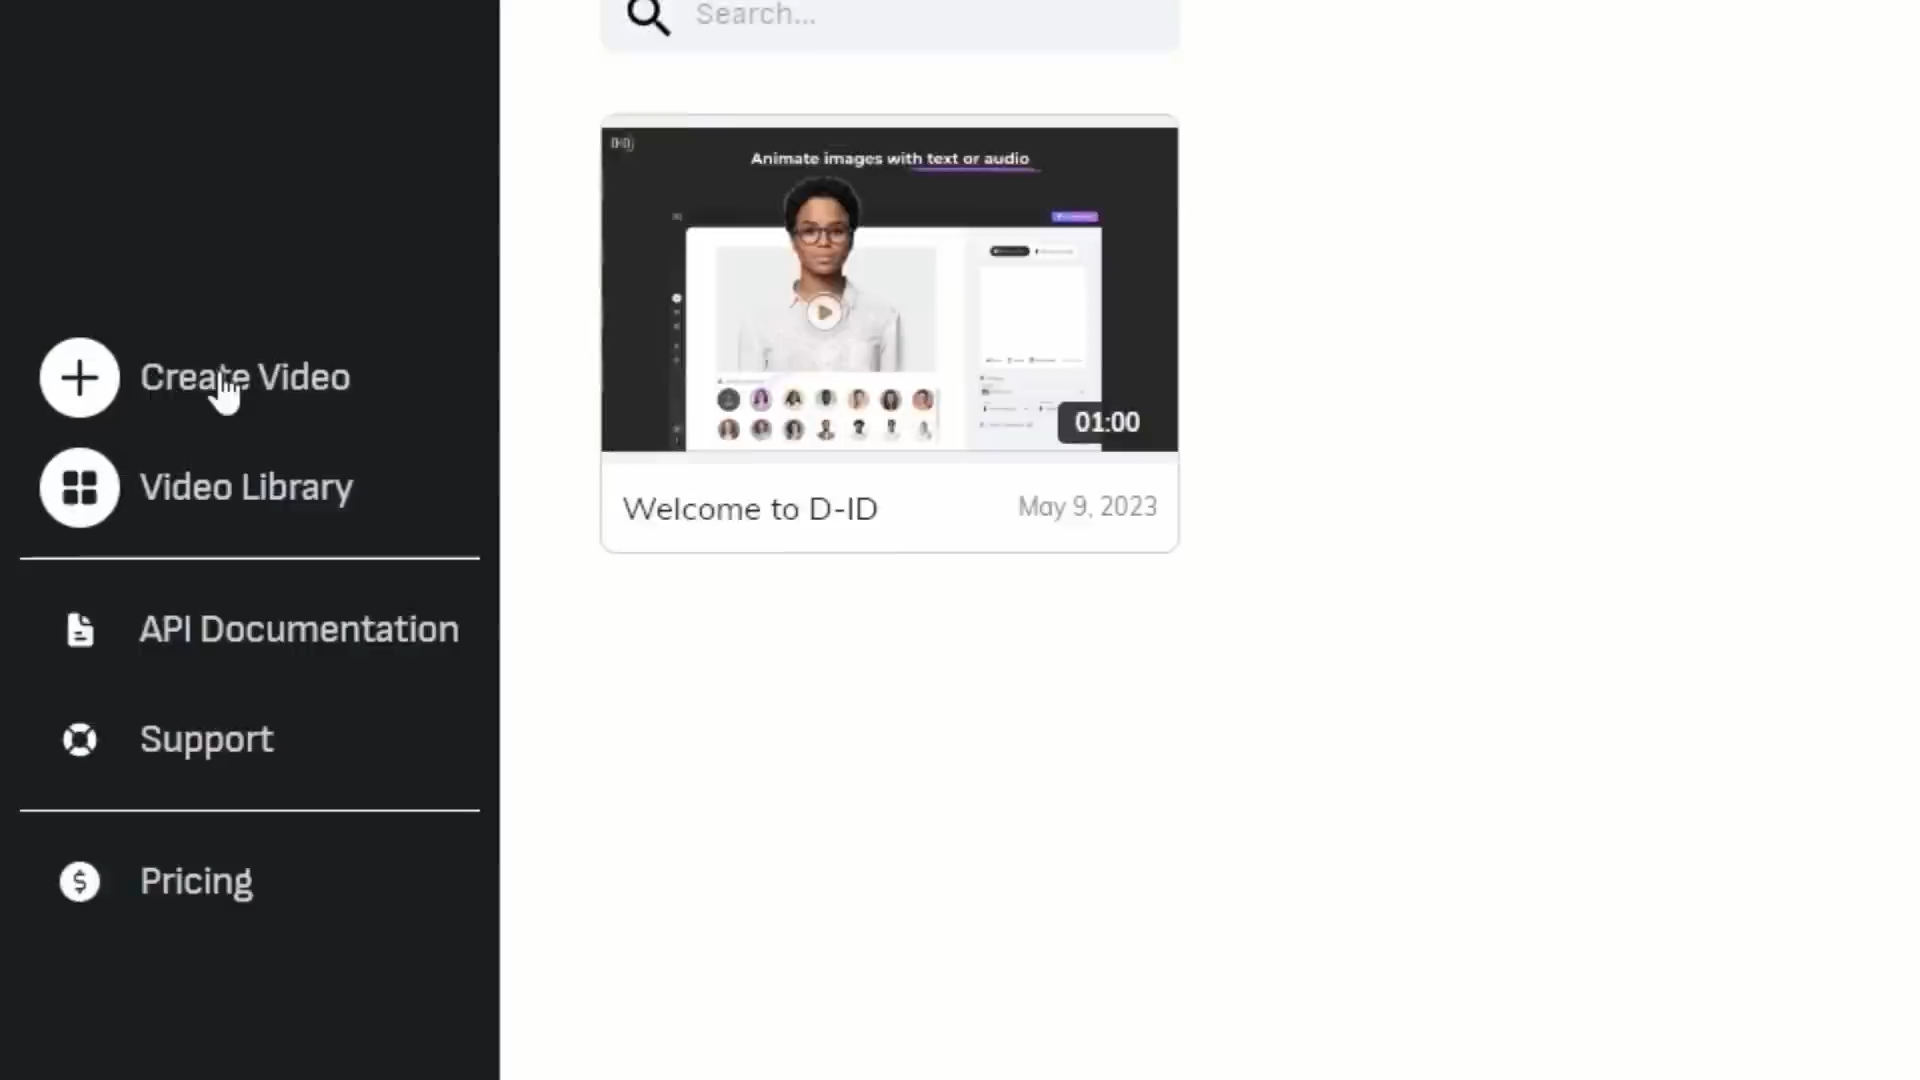 Search...
Animate images with text or audio
01:00
Welcome to D-ID
May 9, 2023
Create Video
Video Library
API Documentation
Support
Pricing